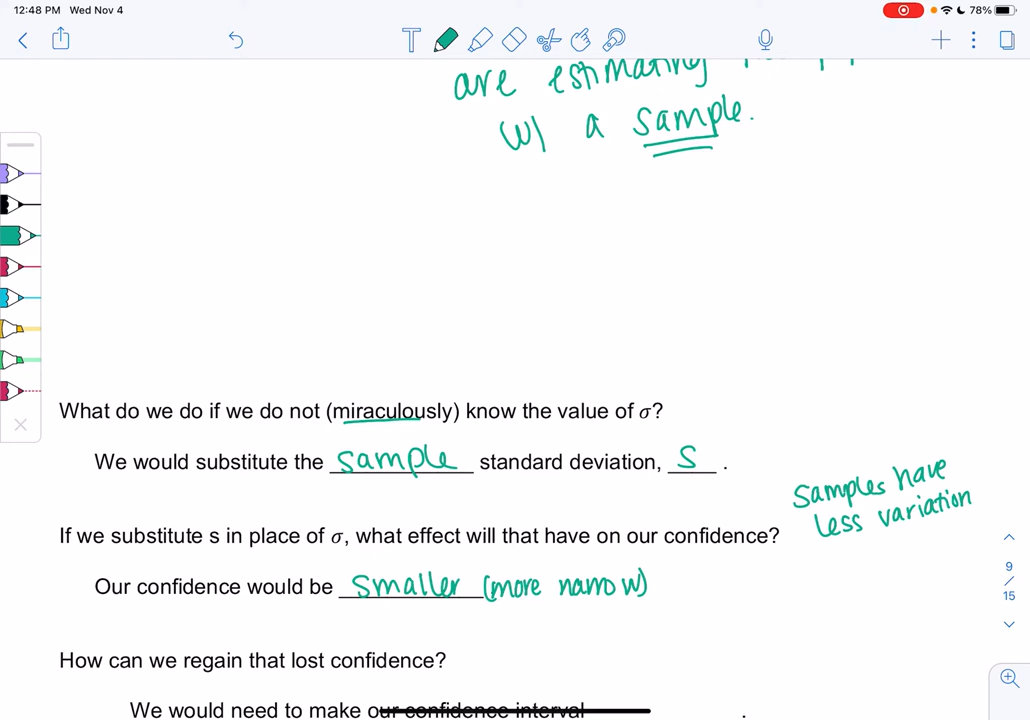 12:48 PM Wed Nov 4
78%
T
are estimating
w/ a sample.
What do we do if we do not (miraculously) know the value of σ?
We would substitute the sample standard deviation, s .
Samples have
less variation
If we substitute s in place of σ, what effect will that have on our confidence?
Our confidence would be smaller (more narrow)
9
/
15
How can we regain that lost confidence?
We would need to make our confidence interval .